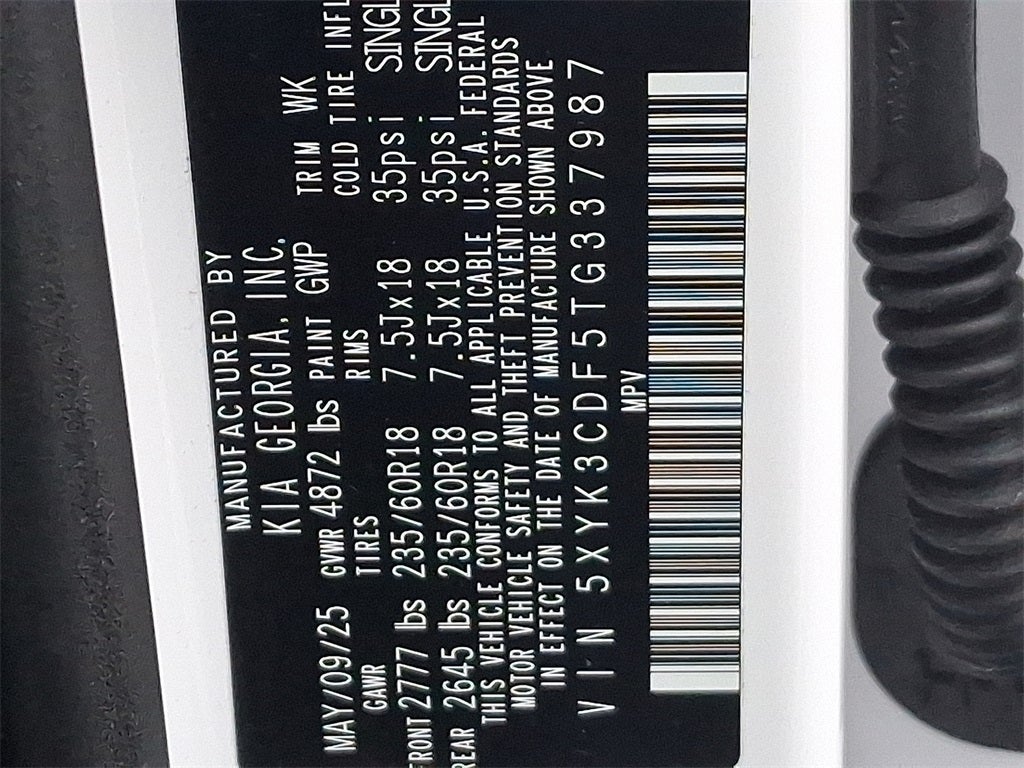 MANUFACTURED BY
KIA GEORGIA, INC.
MAY/09/25 GVWR 4872 lbs PAINT GWP TRIM WK
GAWR TIRES RIMS COLD TIRE
FRONT 2777 lbs 235/60R18 7.5Jx18 35psi
REAR 2645 lbs 235/60R18 7.5Jx18 35psi
THIS VEHICLE CONFORMS TO ALL APPLICABLE U.S.A. FEDERAL
MOTOR VEHICLE SAFETY AND THEFT PREVENTION STANDARDS
IN EFFECT ON THE DATE OF MANUFACTURE SHOWN ABOVE
VIN 5XYK3CDF5TG337987
MPV